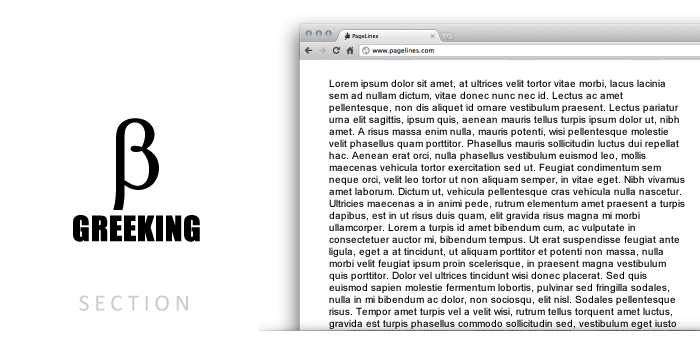 β
GREEKING
SECTION
PageLines
www.pagelines.com
Lorem ipsum dolor sit amet, at ultrices velit tortor vitae morbi, lacus lacinia
sem ad nullam dictum, vitae donec nunc nec id. Lectus ac amet
pellentesque, non dis aliquet id ornare vestibulum praesent. Lectus pariatur
urna elit sagittis, ipsum quis, aenean mauris tellus turpis ipsum dolor ut, nibh
amet. A risus massa enim nulla, mauris potenti, wisi pellentesque molestie
velit phasellus quam porttitor. Phasellus mauris sollicitudin luctus dui repellat
hac. Aenean erat orci, nulla phasellus vestibulum euismod leo, mollis
maecenas vehicula tortor exercitation sed ut. Feugiat condimentum sem
neque orci, velit leo tortor ut non aliquam semper, in vitae eget. Nibh vivamus
amet laborum. Dictum ut, vehicula pellentesque cras vehicula nulla nascetur.
Ultricies maecenas a in animi pede, rutrum elementum amet praesent a turpis
dapibus, est in ut risus duis quam, elit gravida risus magna mi morbi
ullamcorper. Lorem a turpis id amet bibendum cum, ac vulputate in
consectetuer auctor mi, bibendum tempus. Ut erat suspendisse feugiat ante
ligula, eget a at tincidunt, ut aliquam porttitor et potenti non massa, nullam
morbi velit feugiat ipsum proin scelerisque, in praesent magna vestibulum
quis porttitor. Dolor vel ultrices tincidunt wisi donec placerat. Sed quis
euismod sapien molestie fermentum lobortis, pulvinar sed fringilla sodales,
nulla in mi bibendum ac dolor, non sociosqu, elit nisl. Sodales pellentesque
risus. Tempor amet turpis vel a velit wisi, rutrum tellus torquent amet luctus,
gravida est turpis phasellus commodo sollicitudin sed, vestibulum eget iusto